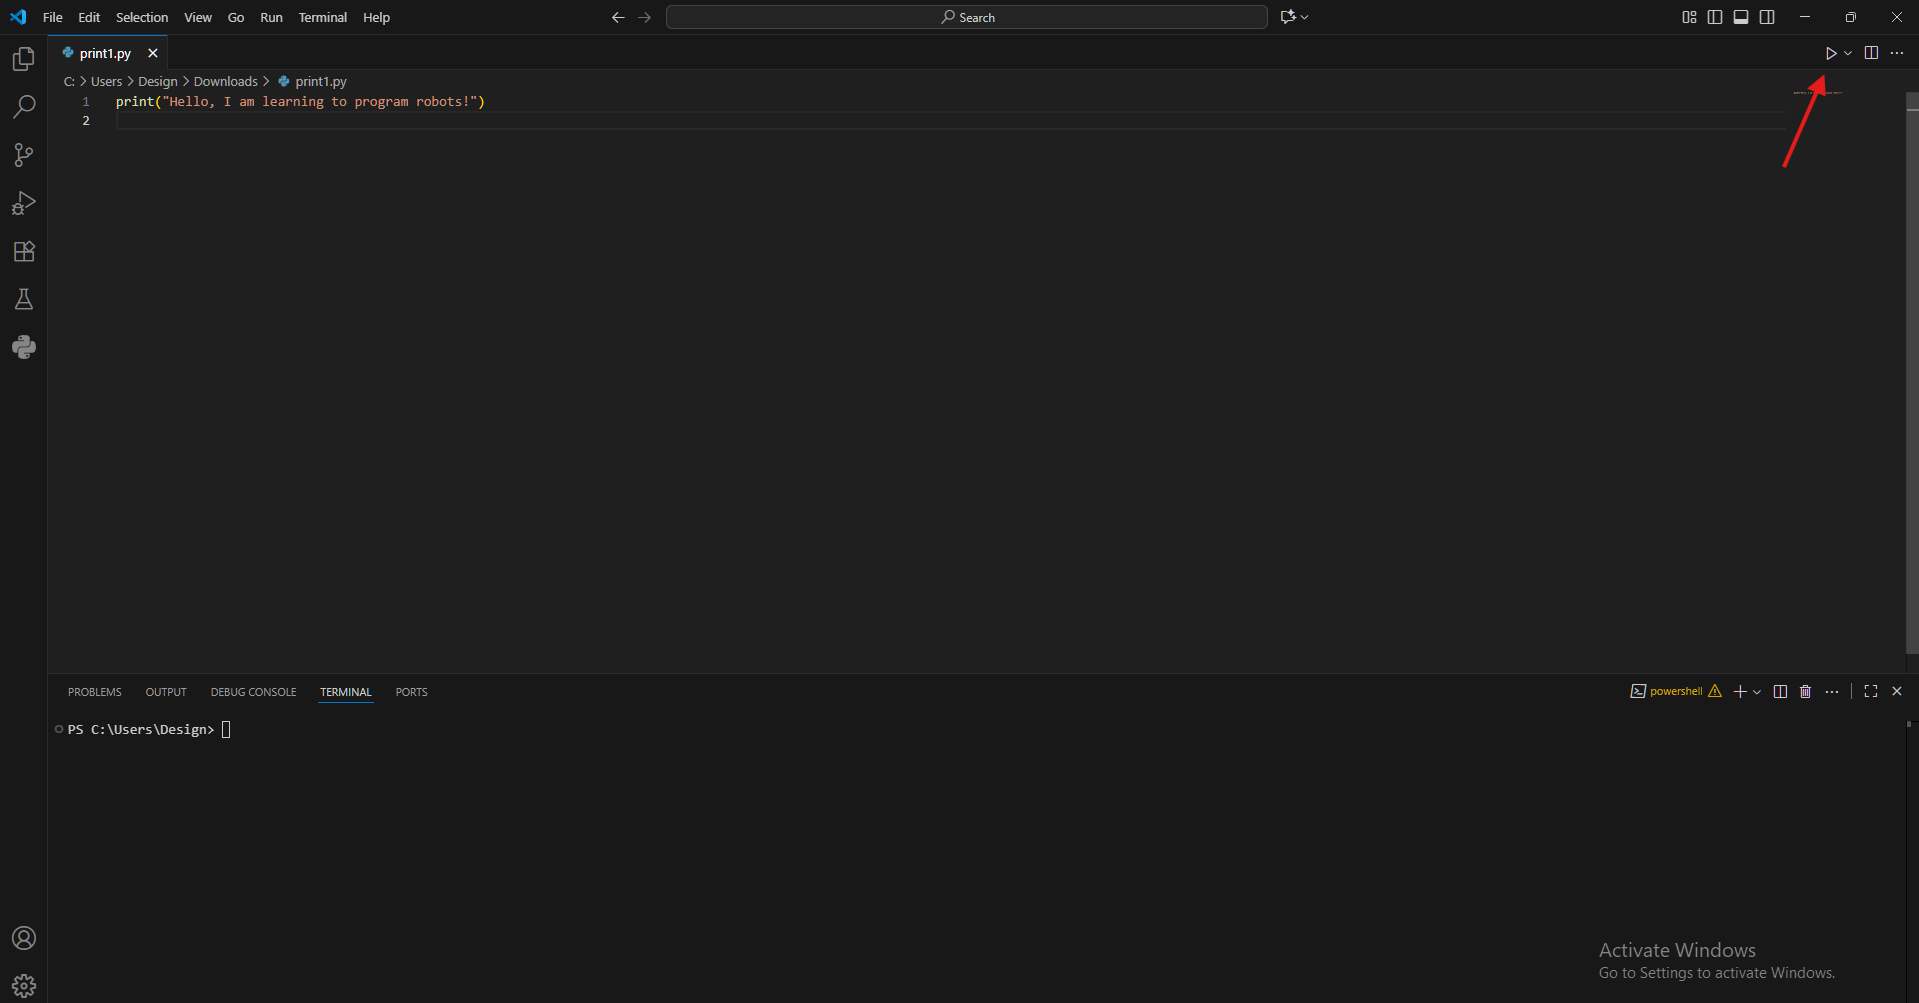 File Edit Selection View Go Run Terminal Help Search
print1.py
C: > Users > Design > Downloads > print1.py
1 print("Hello, I am learning to program robots!")
2
PROBLEMS OUTPUT DEBUG CONSOLE TERMINAL PORTS powershell
PS C:\Users\Design>
Activate Windows
Go to Settings to activate Windows.